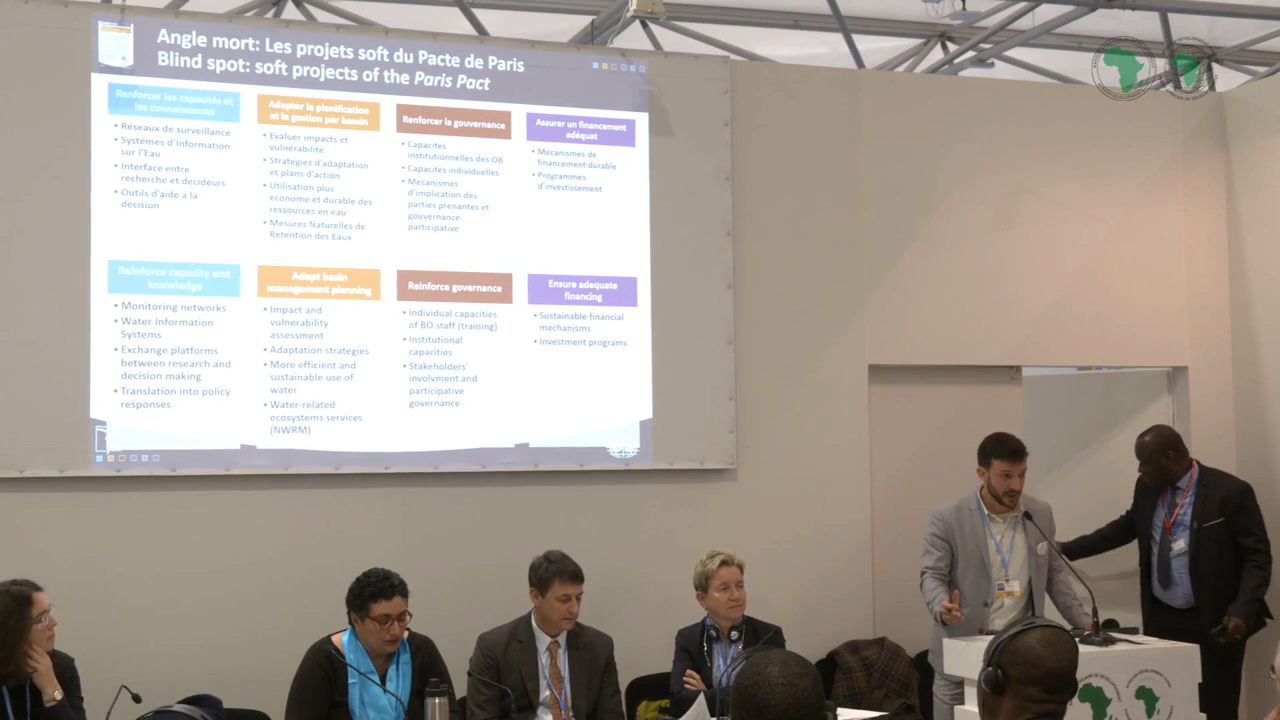 Angle mort: Les projets soft du Pacte de Paris
Blind spot: soft projects of the Paris Pact
Renforcer les capacités et
les connaissances
• Réseaux de surveillance
• Systèmes d'Information
sur l'Eau
• Interface entre
recherche et décideurs
• Outils d'aide a la
decision
Adapter la planification
et la gestion par bassin
• Evaluer impacts et
vulnerabilite
• Strategies d'adaptation
et plans d'action
• Utilisation plus
econome et durable des
ressources en eau
• Mesures Naturelles de
Retention des Eaux
Renforcer la gouvernance
• Capacites
institutionnelles des OB
• Capacites individuelles
• Mecanismes
d'implication des
parties prenantes et
gouvernance
participative
Assurer un financement
adéquat
• Mecanismes de
financement durable
• Programmes
d'investissement
Reinforce capacity and
knowledge
• Monitoring networks
• Water Information
Systems
• Exchange platforms
between research and
decision making
• Translation into policy
responses
Adapt basin
management planning
• Impact and
vulnerability
assessment
• Adaptation strategies
• More efficient and
sustainable use of
water
• Water-related
ecosystems services
(NWRM)
Reinforce governance
• Individual capacities
of BO staff (training)
• Institutional
capacities
• Stakeholders'
involvment and
participative
governance
Ensure adequate
financing
• Sustainable financial
mechanisms
• Investment programs